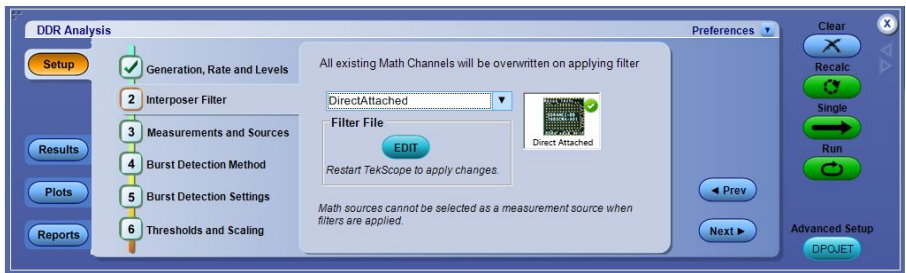 DDR Analysis
Preferences
Clear
X
Setup
Generation, Rate and Levels
2 Interposer Filter
3 Measurements and Sources
4 Burst Detection Method
5 Burst Detection Settings
6 Thresholds and Scaling
Results
Plots
Reports
All existing Math Channels will be overwritten on applying filter
DirectAttached
Filter File
EDIT
Restart TekScope to apply changes.
Direct Attached
Math sources cannot be selected as a measurement source when
filters are applied.
Prev
Next
Recalc
Single
Run
Advanced Setup
DPOJET